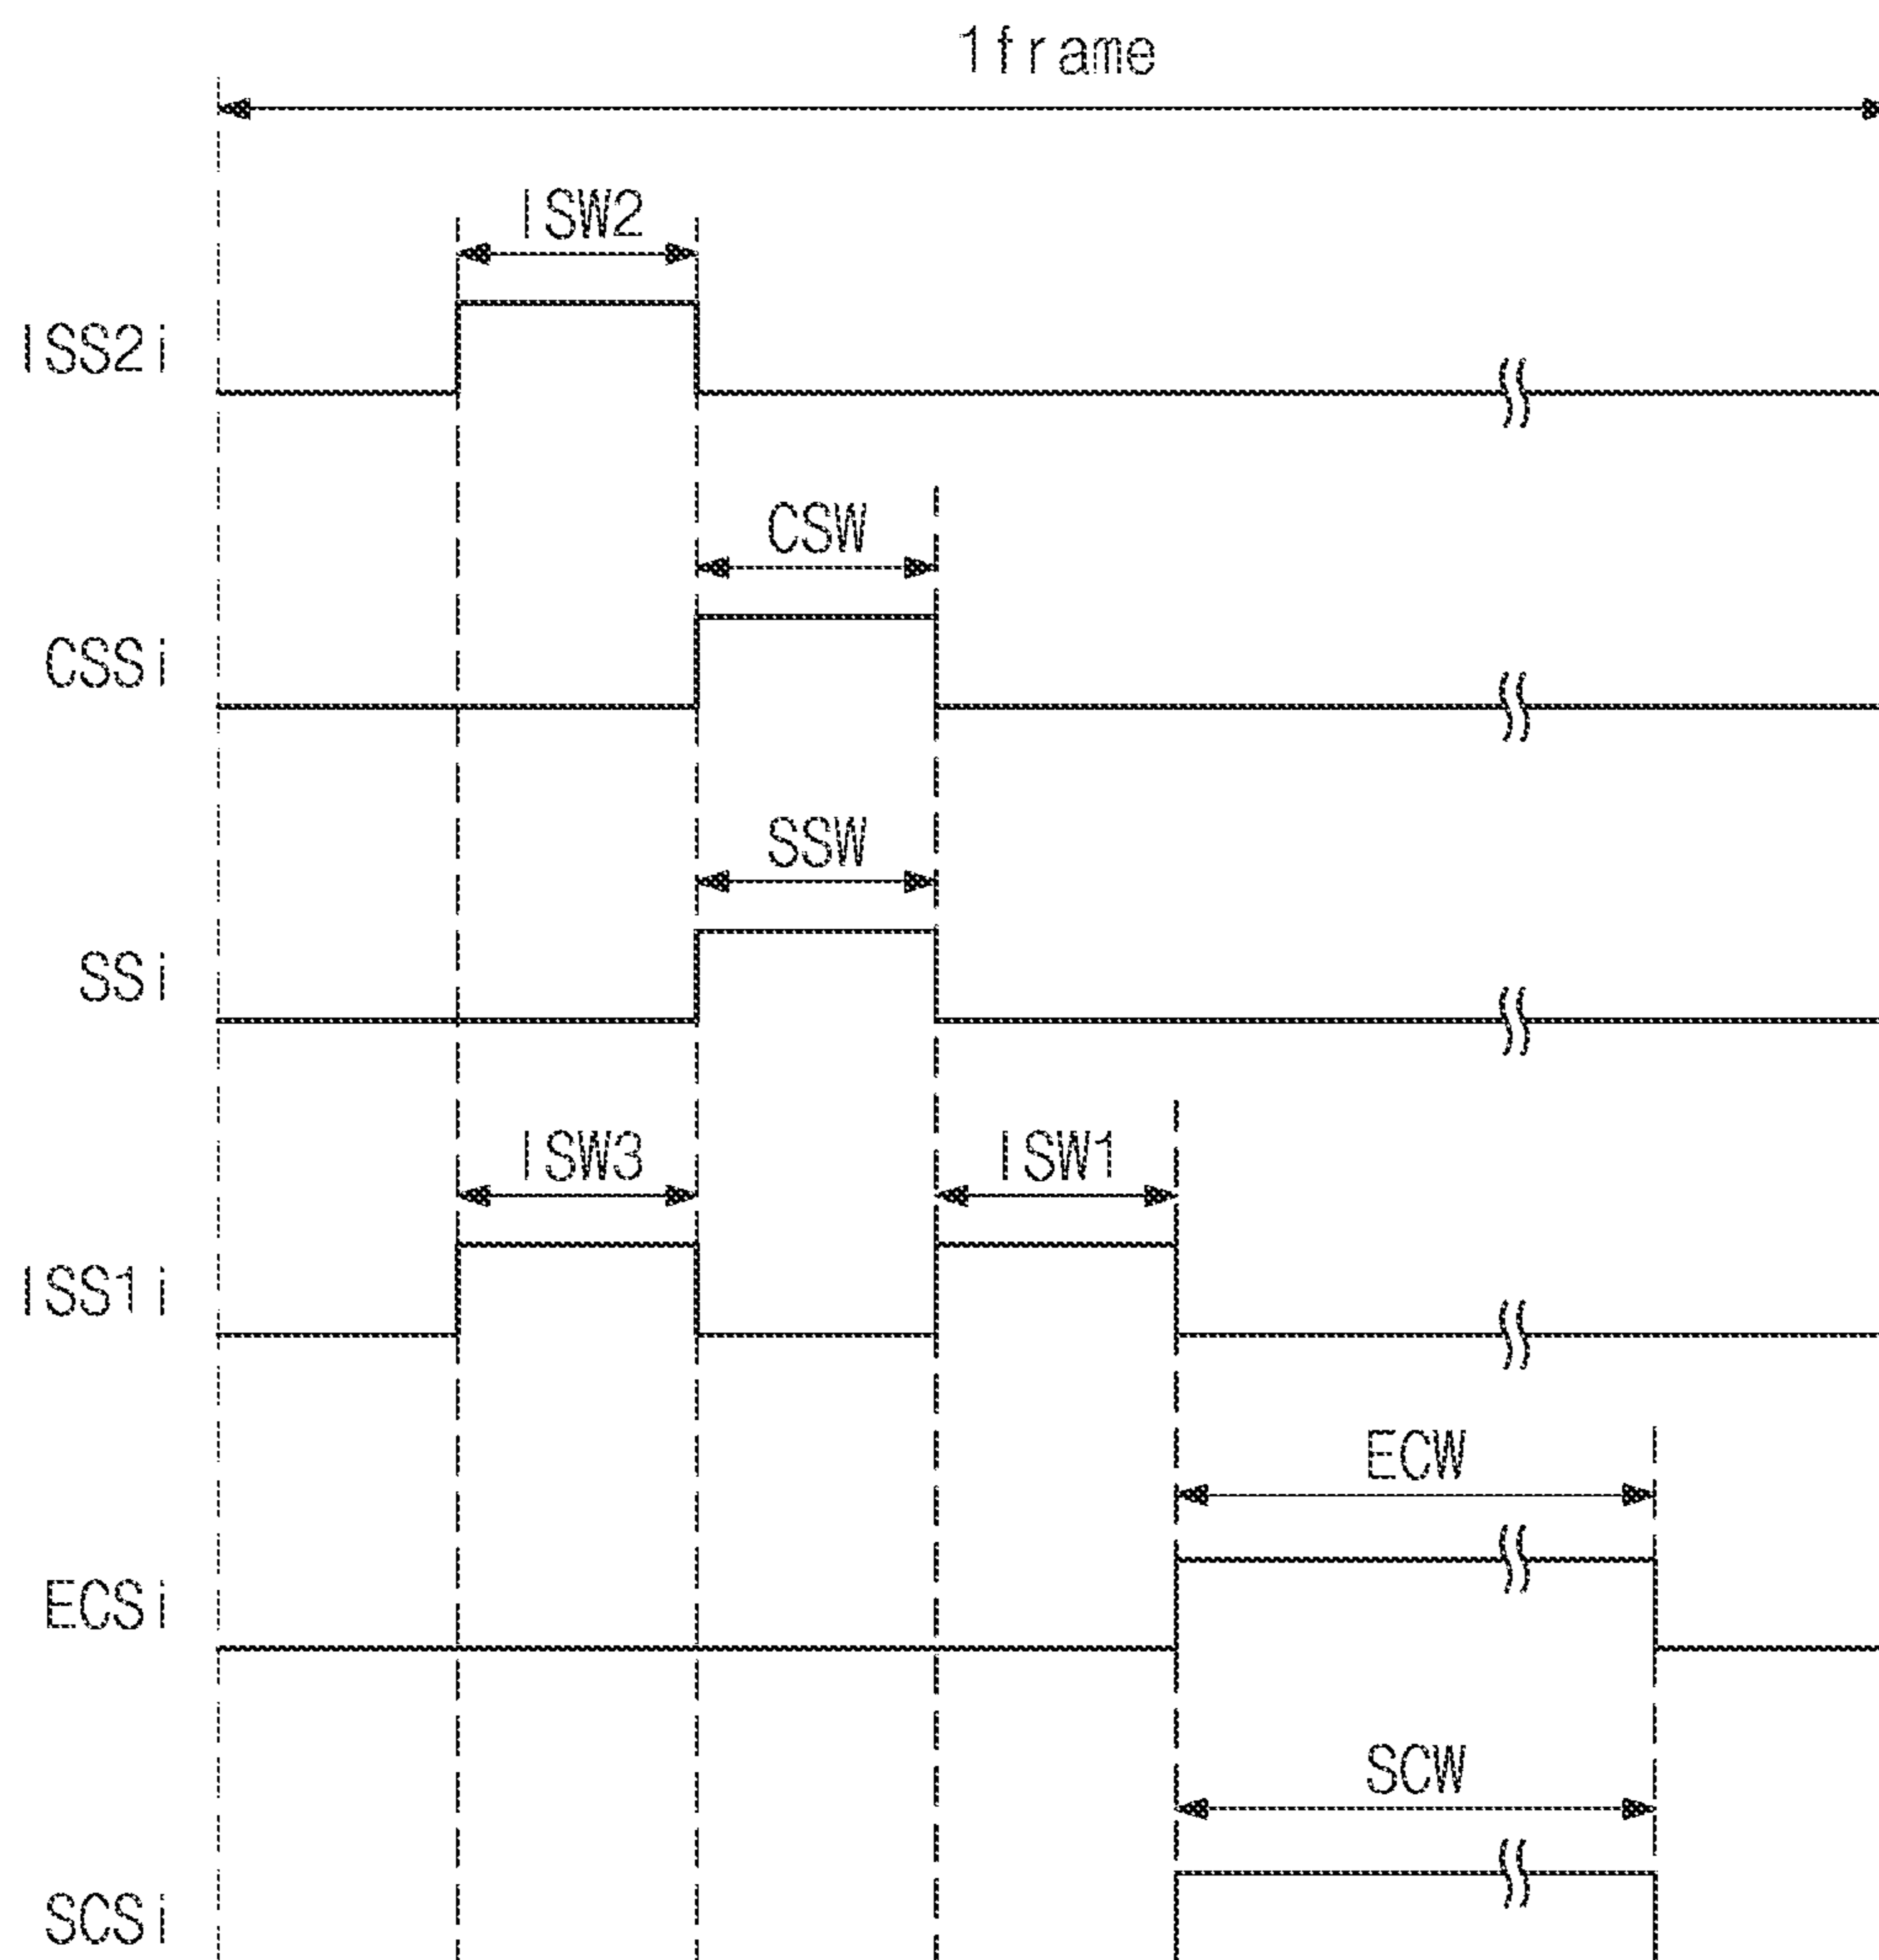 1frame
ISW2
ISS2i
CSW
CSSi
SSW
SSi
ISW3 ISW1
ISS1i
ECW
ECSi
SCW
SCSi